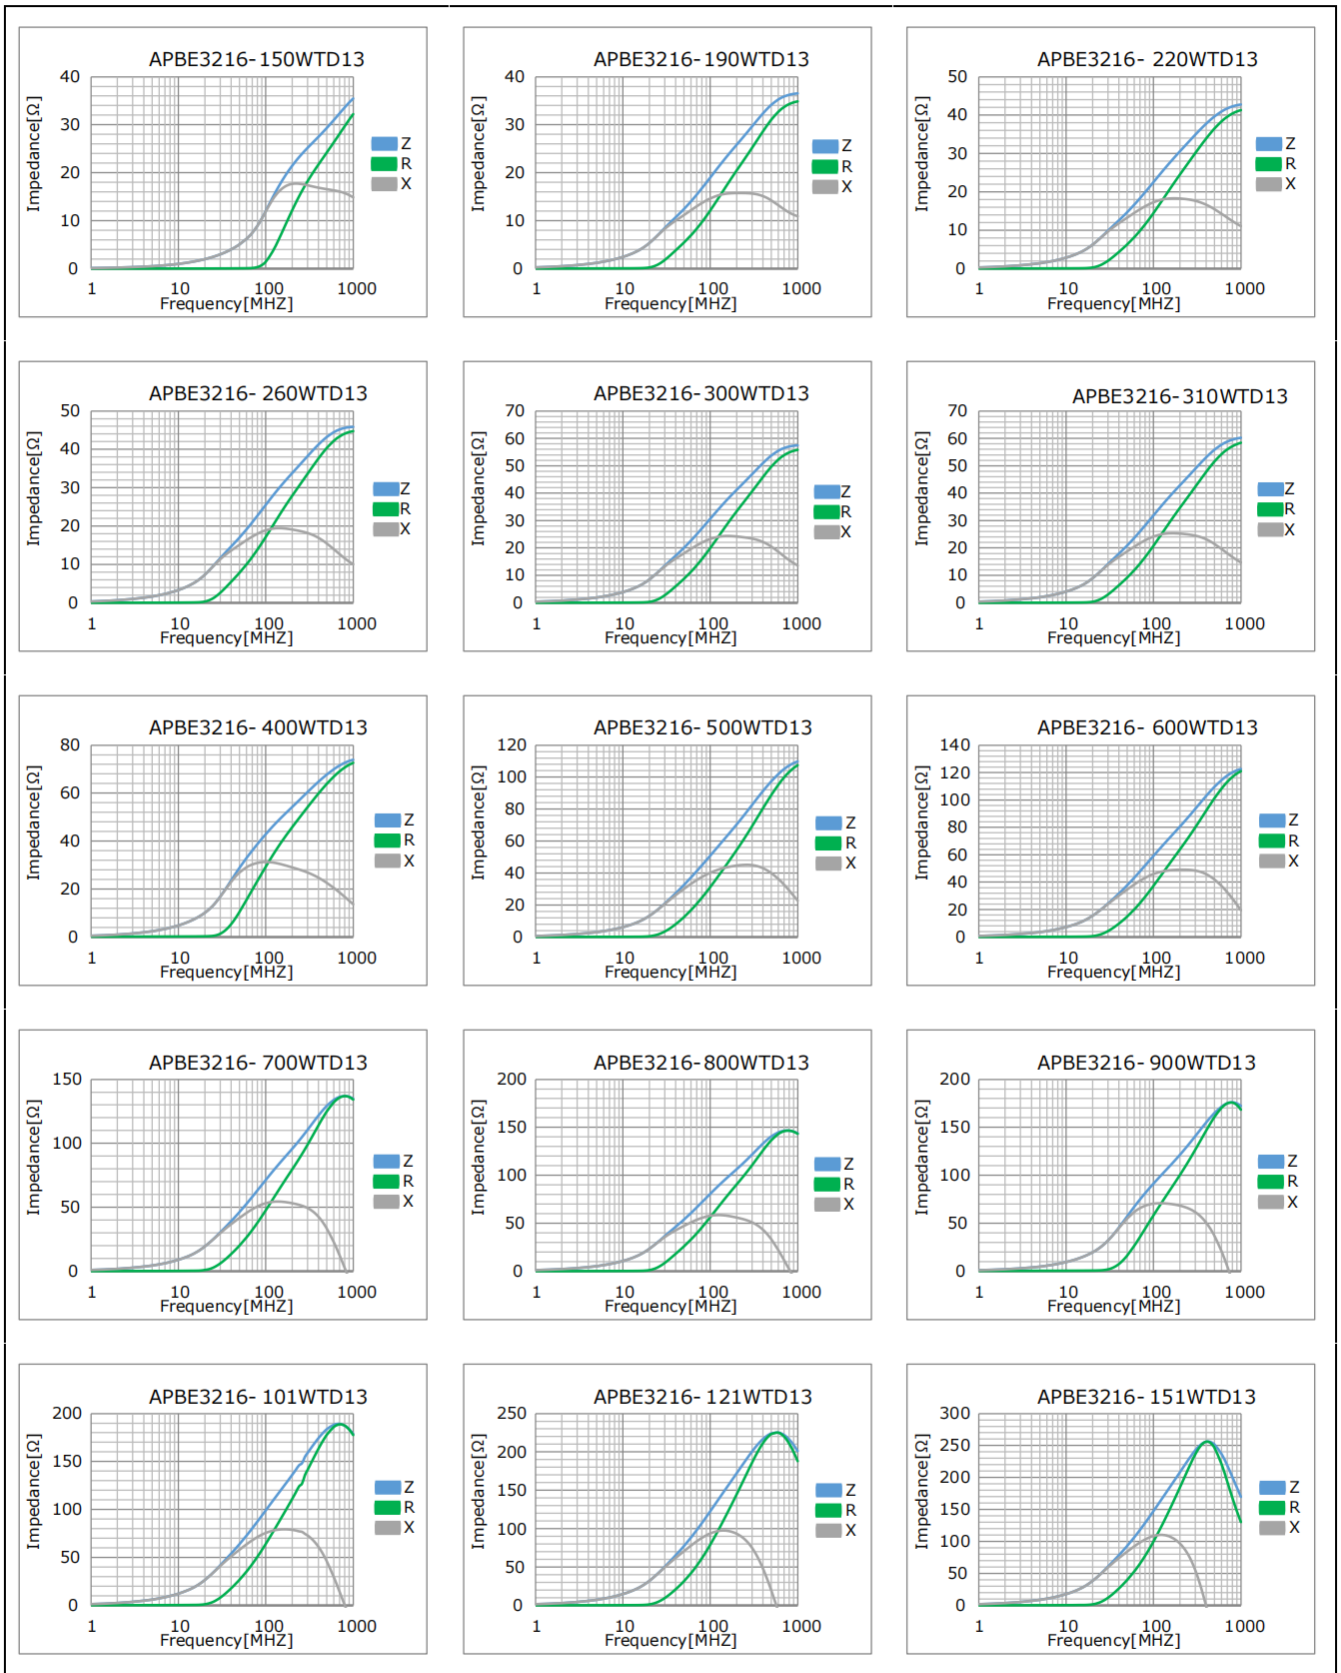 APBE3216-150WTD13
Impedance[Ω]
40
30
20
10
0
1 10 100 1000
Frequency[MHZ]
Z
R
X
APBE3216-190WTD13
Impedance[Ω]
40
30
20
10
0
1 10 100 1000
Frequency[MHZ]
Z
R
X
APBE3216- 220WTD13
Impedance[Ω]
50
40
30
20
10
0
1 10 100 1000
Frequency[MHZ]
Z
R
X
APBE3216- 260WTD13
Impedance[Ω]
50
40
30
20
10
0
1 10 100 1000
Frequency[MHZ]
Z
R
X
APBE3216-300WTD13
Impedance[Ω]
70
60
50
40
30
20
10
0
1 10 100 1000
Frequency[MHZ]
Z
R
X
APBE3216-310WTD13
Impedance[Ω]
70
60
50
40
30
20
10
0
1 10 100 1000
Frequency[MHZ]
Z
R
X
APBE3216- 400WTD13
Impedance[Ω]
80
60
40
20
0
1 10 100 1000
Frequency[MHZ]
Z
R
X
APBE3216- 500WTD13
Impedance[Ω]
120
100
80
60
40
20
0
1 10 100 1000
Frequency[MHZ]
Z
R
X
APBE3216- 600WTD13
Impedance[Ω]
140
120
100
80
60
40
20
0
1 10 100 1000
Frequency[MHZ]
Z
R
X
APBE3216- 700WTD13
Impedance[Ω]
150
100
50
0
1 10 100 1000
Frequency[MHZ]
Z
R
X
APBE3216-800WTD13
Impedance[Ω]
200
150
100
50
0
1 10 100 1000
Frequency[MHZ]
Z
R
X
APBE3216- 900WTD13
Impedance[Ω]
200
150
100
50
0
1 10 100 1000
Frequency[MHZ]
Z
R
X
APBE3216- 101WTD13
Impedance[Ω]
200
150
100
50
0
1 10 100 1000
Frequency[MHZ]
Z
R
X
APBE3216- 121WTD13
Impedance[Ω]
250
200
150
100
50
0
1 10 100 1000
Frequency[MHZ]
Z
R
X
APBE3216- 151WTD13
Impedance[Ω]
300
250
200
150
100
50
0
1 10 100 1000
Frequency[MHZ]
Z
R
X